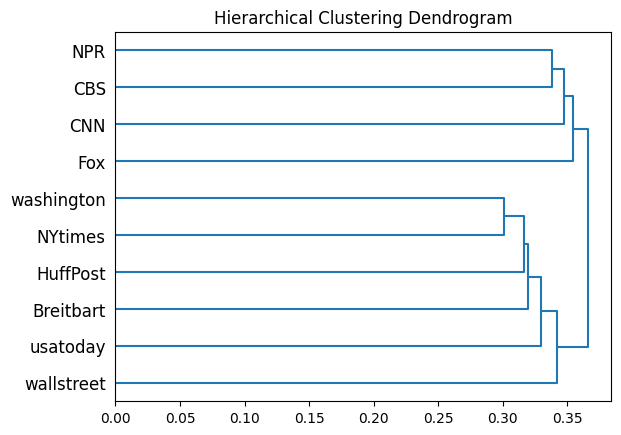 Hierarchical Clustering Dendrogram
NPR
CBS
CNN
Fox
washington
NYtimes
HuffPost
Breitbart
usatoday
wallstreet
0.00 0.05 0.10 0.15 0.20 0.25 0.30 0.35